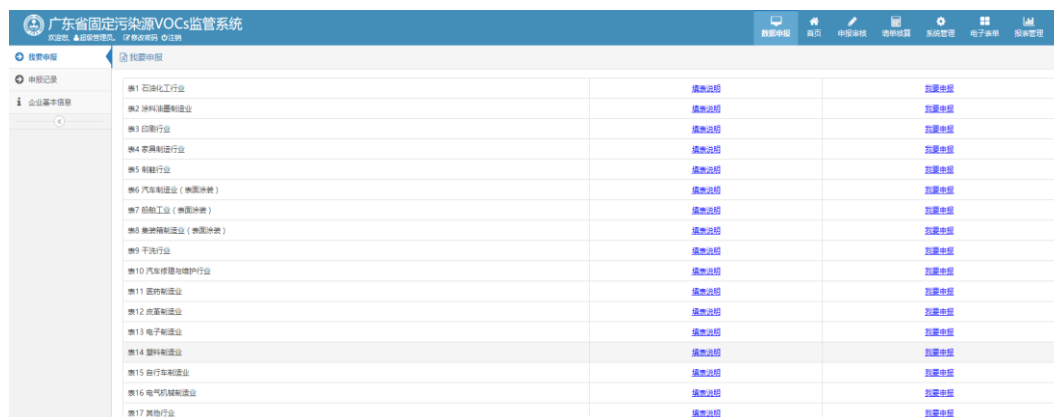 广东省固定污染源VOCs监管系统
欢迎您, 超级管理员, 修改密码 注销
数据申报 首页 申报审核 清单核算 系统管理 电子表单 报表管理
我要申报
申报记录
企业基本信息
我要申报
表1 石油化工行业 填表说明 我要申报
表2 涂料油墨制造业 填表说明 我要申报
表3 印刷行业 填表说明 我要申报
表4 家具制造行业 填表说明 我要申报
表5 制鞋行业 填表说明 我要申报
表6 汽车制造业（表面涂装） 填表说明 我要申报
表7 船舶工业（表面涂装） 填表说明 我要申报
表8 集装箱制造业（表面涂装） 填表说明 我要申报
表9 干洗行业 填表说明 我要申报
表10 汽车修理与维护行业 填表说明 我要申报
表11 医药制造业 填表说明 我要申报
表12 皮革制造业 填表说明 我要申报
表13 电子制造业 填表说明 我要申报
表14 塑料制造业 填表说明 我要申报
表15 自行车制造业 填表说明 我要申报
表16 电气机械制造业 填表说明 我要申报
表17 其他行业 填表说明 我要申报